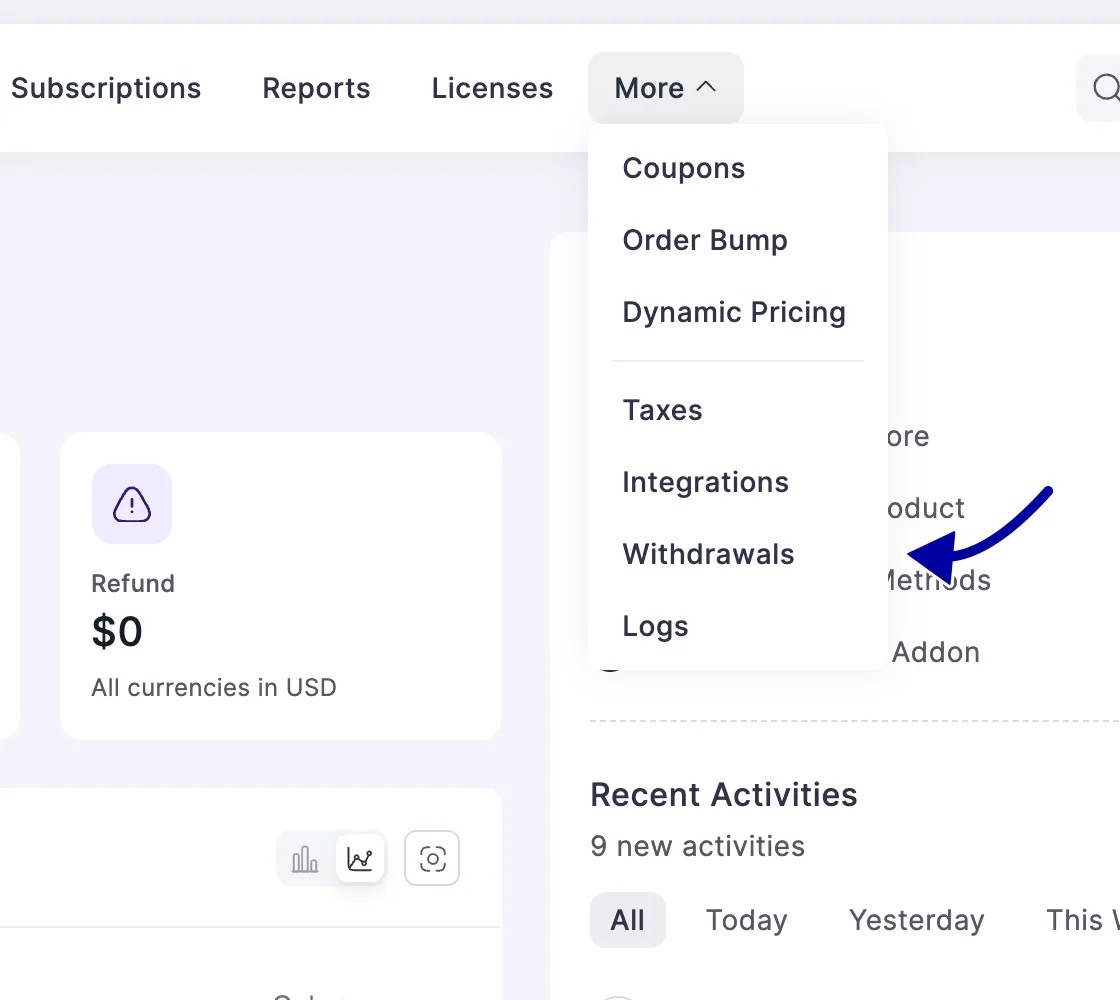 Subscriptions Reports Licenses More
Coupons
Order Bump
Dynamic Pricing
Taxes
Integrations
Withdrawals
Logs
ore
oduct
Methods
Addon
Refund
$0
All currencies in USD
Recent Activities
9 new activities
All Today Yesterday This